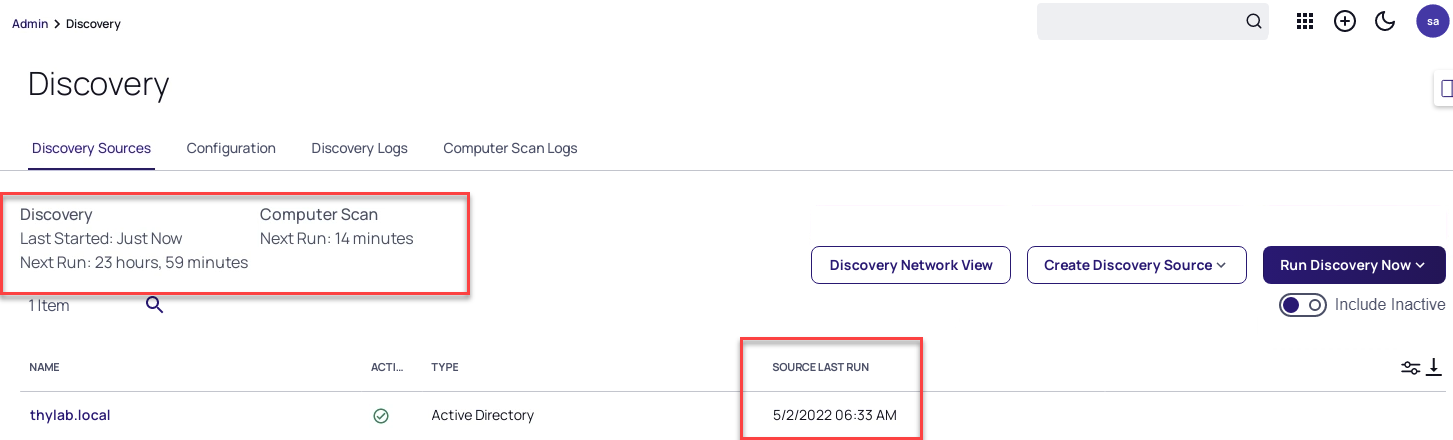 Admin > Discovery
sa
Discovery
Discovery Sources Configuration Discovery Logs Computer Scan Logs
Discovery Computer Scan
Last Started: Just Now Next Run: 14 minutes
Next Run: 23 hours, 59 minutes
Discovery Network View Create Discovery Source Run Discovery Now
1 Item Include Inactive
NAME ACTI... TYPE SOURCE LAST RUN
thylab.local Active Directory 5/2/2022 06:33 AM